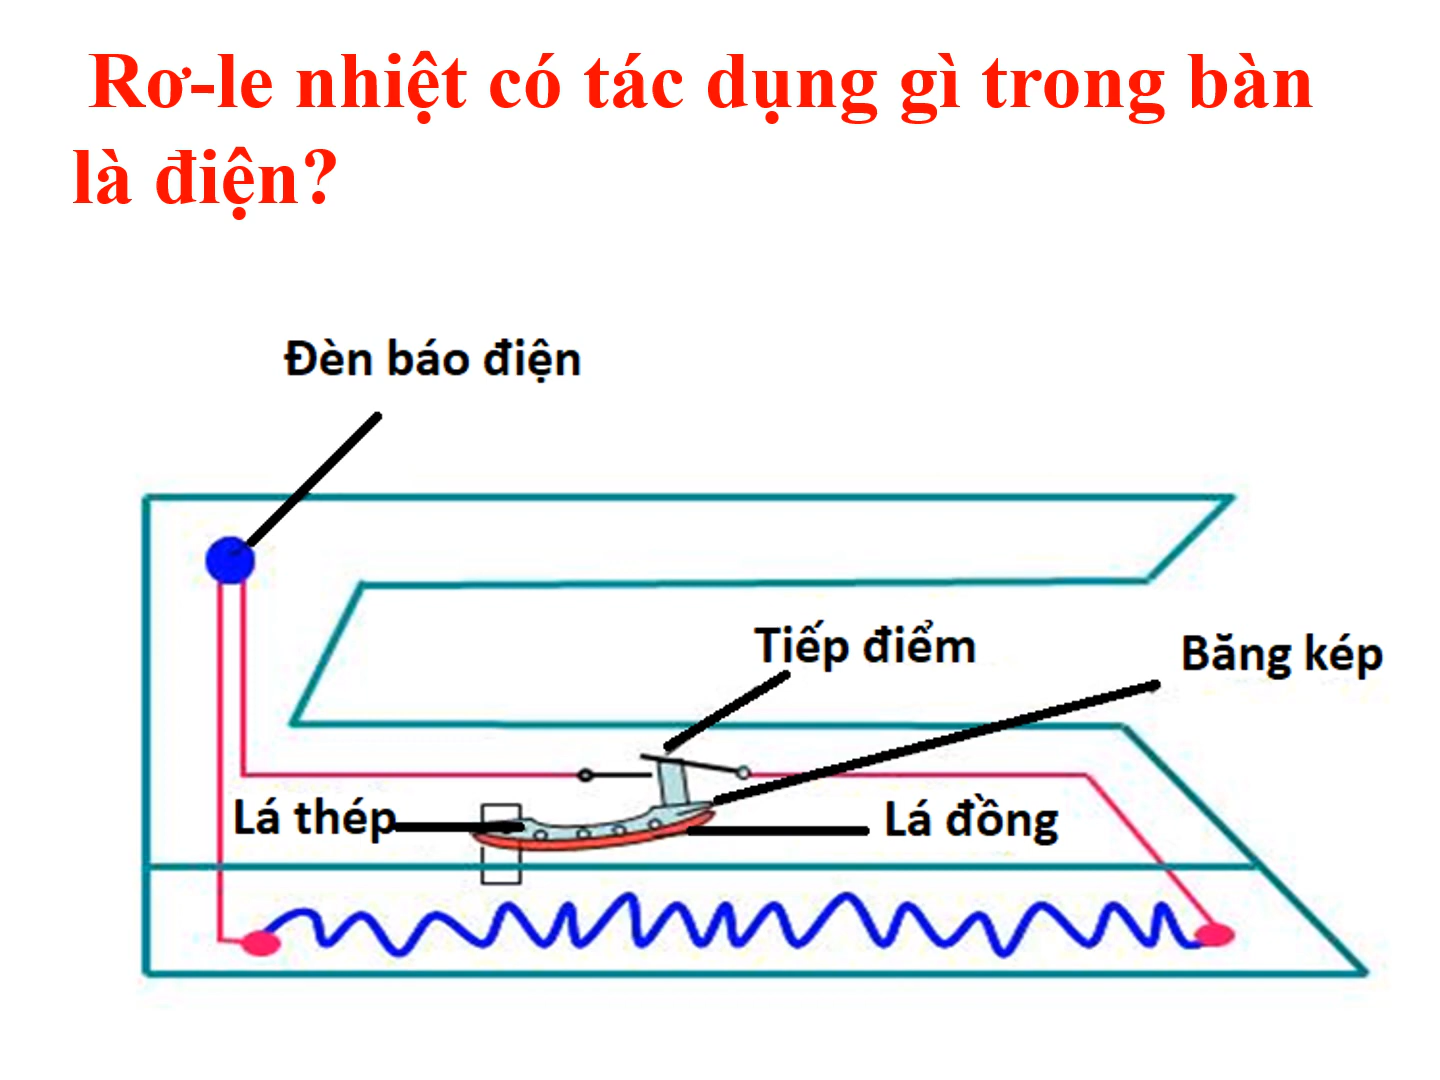 Rơ-le nhiệt có tác dụng gì trong bàn
là điện?
Đèn báo điện
Tiếp điểm
Băng kép
Lá thép
Lá đồng